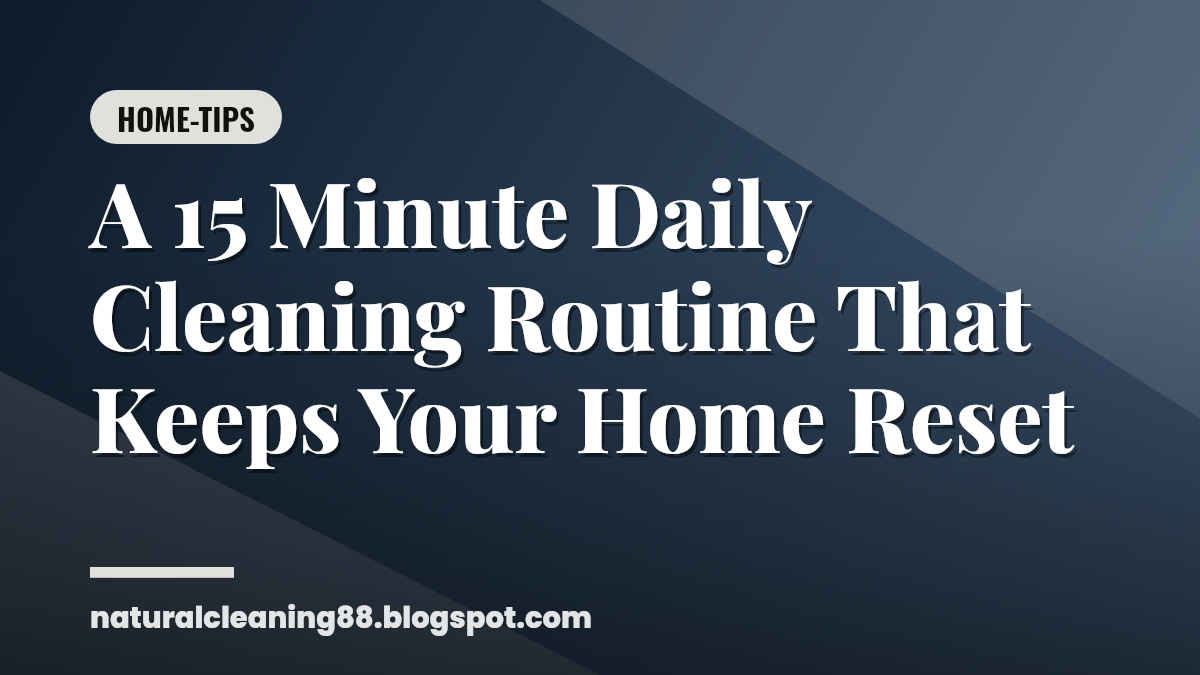 HOME-TIPS
A 15 Minute Daily
Cleaning Routine That
Keeps Your Home Reset
naturalcleaning88.blogspot.com